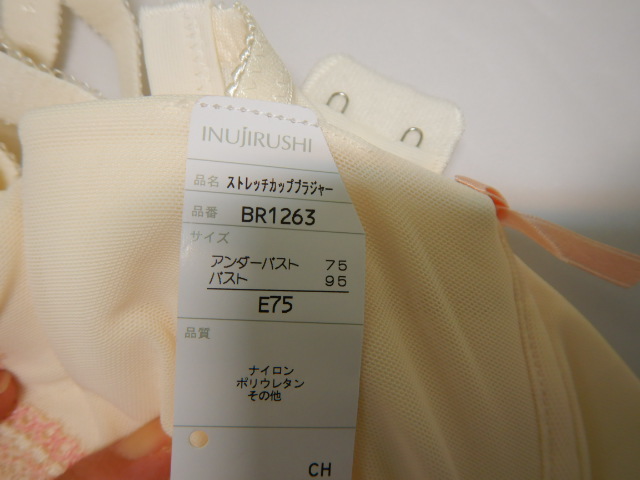 INUJIRUSHI
品名 ストレッチカップブラジャー
品番 BR1263
サイズ
アンダーバスト 75
バスト 95
E75
品質
ナイロン
ポリウレタン
その他
CH